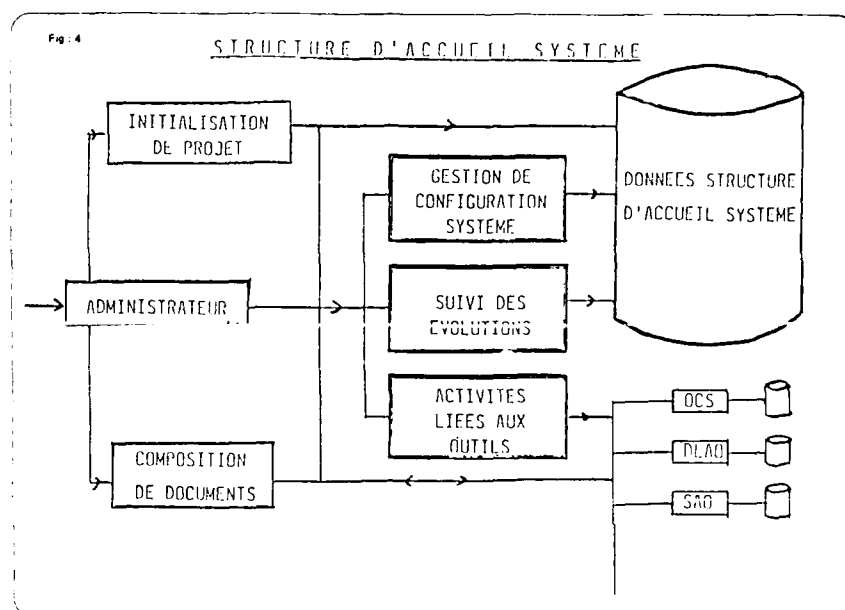 Fig : 4
STRUCTURE D'ACCUEIL SYSTEME
INITIALISATION
DE PROJET
GESTION DE
CONFIGURATION
SYSTEME
DONNEES STRUCTURE
D'ACCUEIL SYSTEME
ADMINISTRATEUR
SUIVI DES
EVOLUTIONS
ACTIVITES
LIEES AUX
OUTILS
OCS
DLAO
SAO
COMPOSITION
DE DOCUMENTS